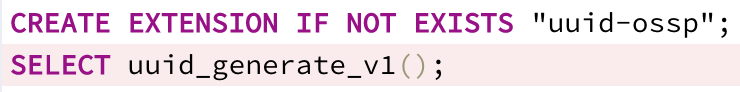 CREATE EXTENSION IF NOT EXISTS "uuid-ossp";
SELECT uuid_generate_v1();